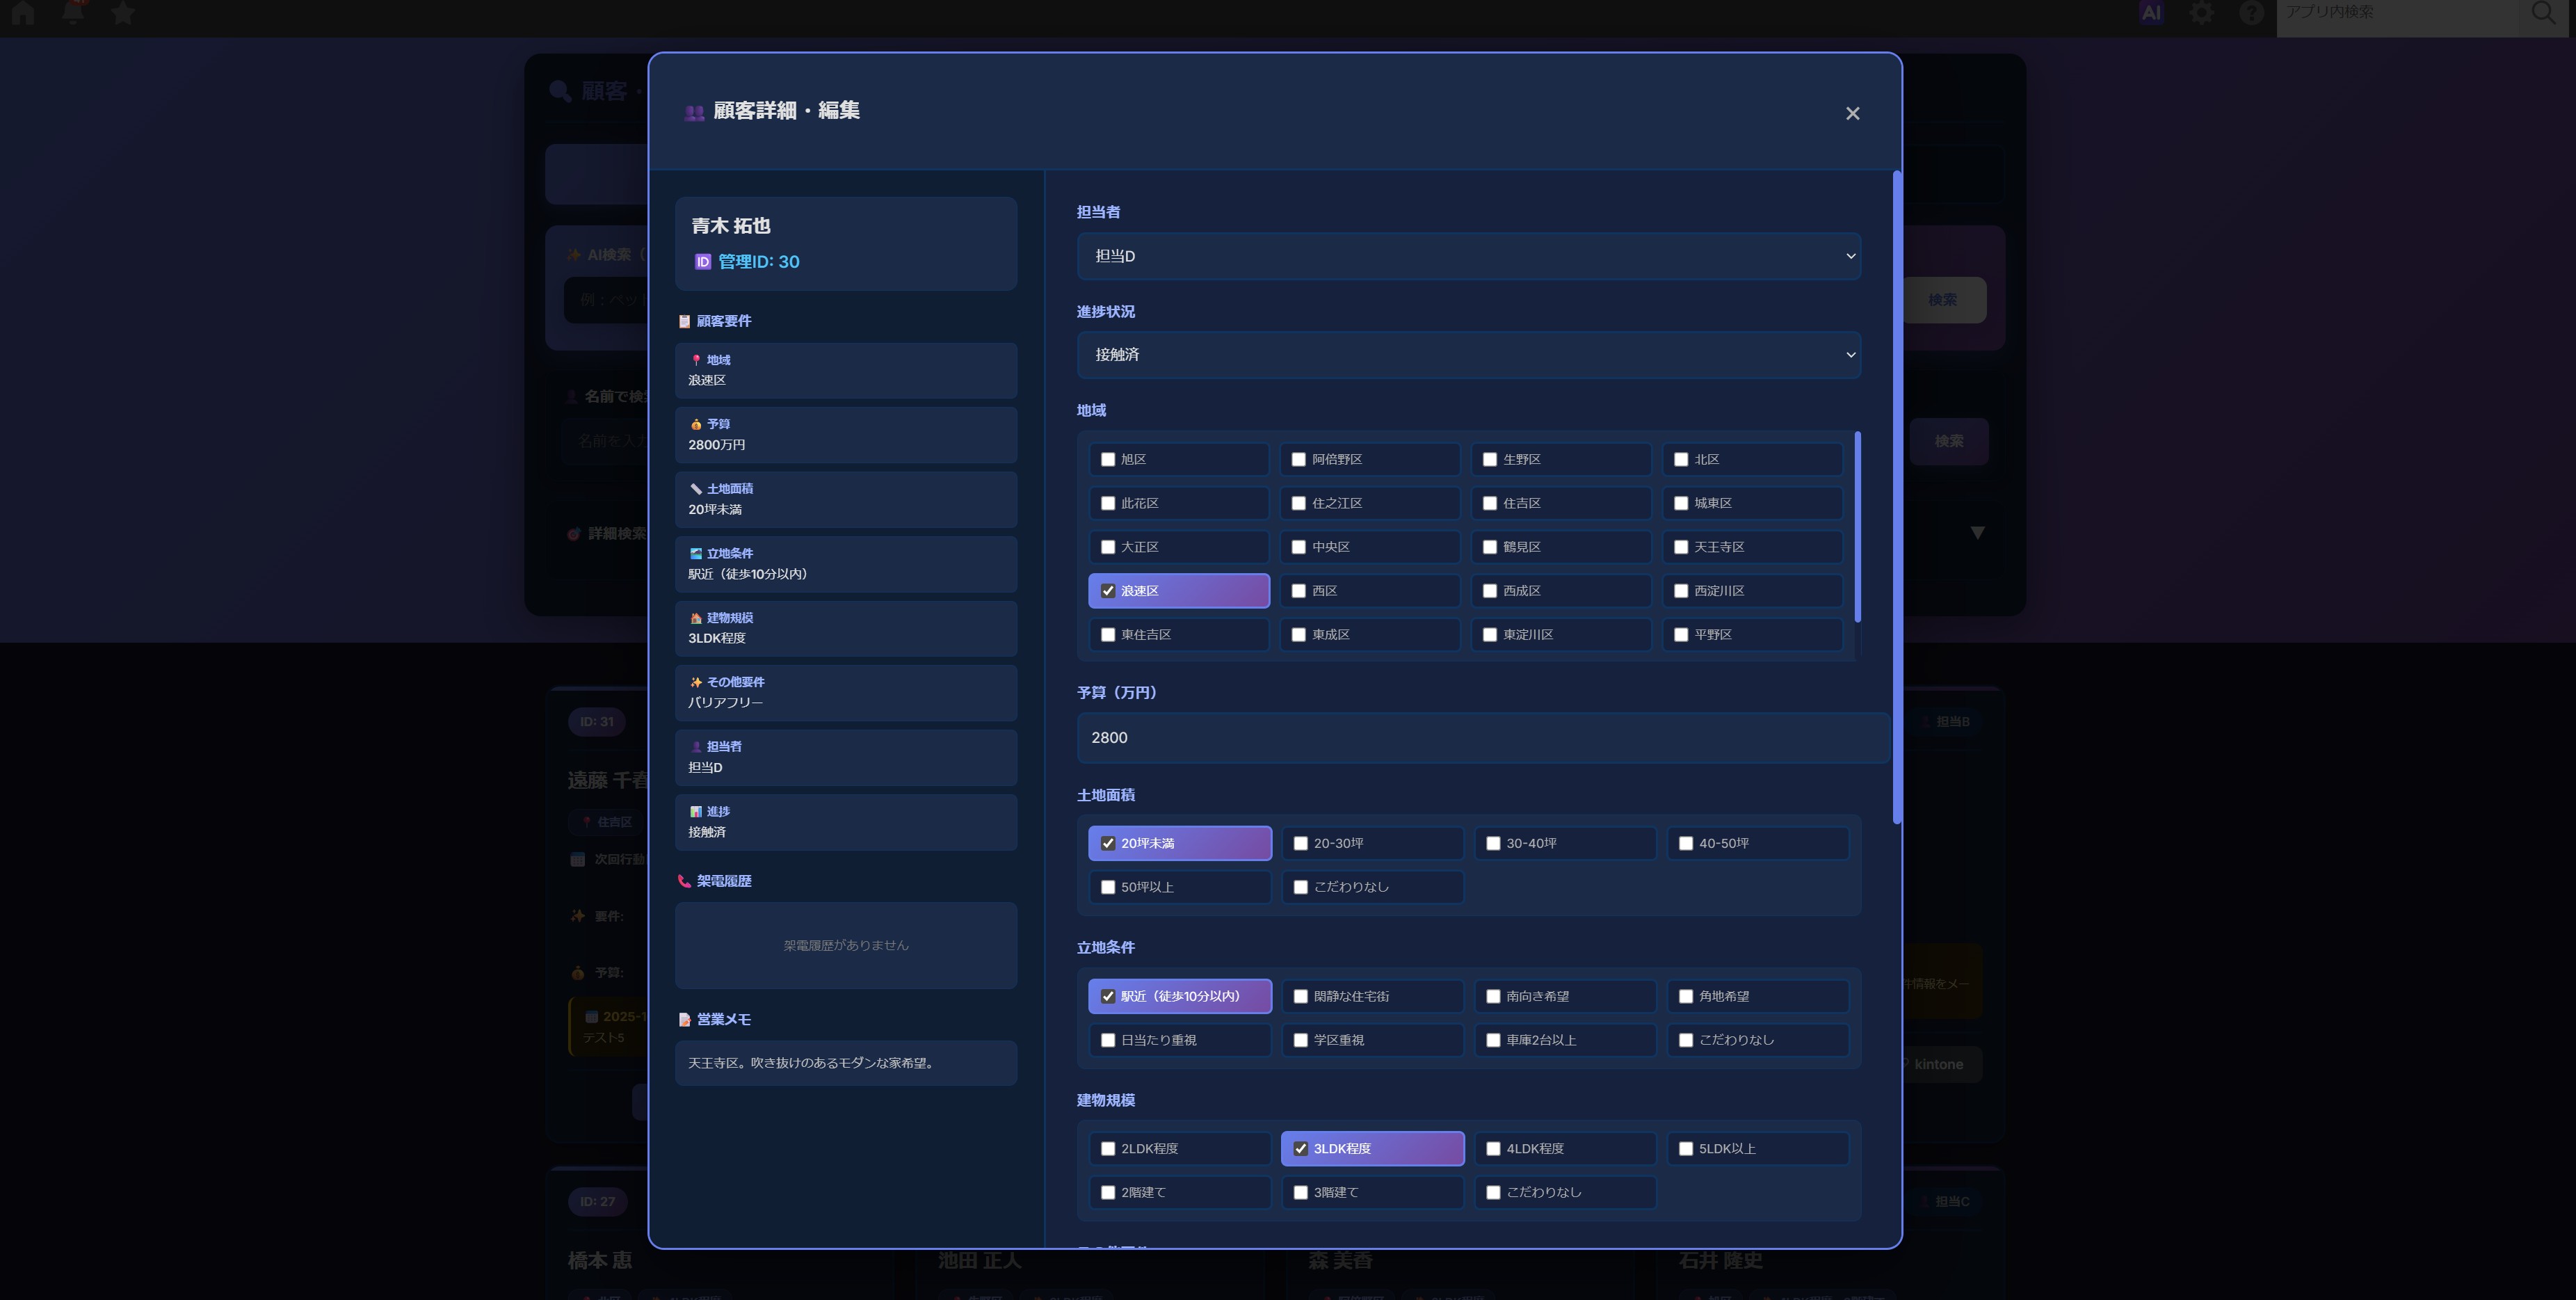 AI
アプリ内検索
顧客・
AI検索（
検索
名前で検
名前を入
検索
詳細検索
顧客詳細・編集
青木 拓也
ID 管理ID: 30
顧客要件
地域
浪速区
予算
2800万円
土地面積
20坪未満
立地条件
駅近（徒歩10分以内）
建物規模
3LDK程度
その他要件
バリアフリー
担当者
担当D
進捗
接触済
架電履歴
架電履歴がありません
営業メモ
天王寺区。吹き抜けのあるモダンな家希望。
担当者
担当D
進捗状況
接触済
地域
旭区 阿倍野区 生野区 北区
此花区 住之江区 住吉区 城東区
大正区 中央区 鶴見区 天王寺区
浪速区 西区 西成区 西淀川区
東住吉区 東成区 東淀川区 平野区
予算（万円）
2800
土地面積
20坪未満 20-30坪 30-40坪 40-50坪
50坪以上 こだわりなし
立地条件
駅近（徒歩10分以内） 閑静な住宅街 南向き希望 角地希望
日当たり重視 学区重視 車庫2台以上 こだわりなし
建物規模
2LDK程度 3LDK程度 4LDK程度 5LDK以上
2階建て 3階建て こだわりなし
ID: 31
担当B
遠藤 千春
住吉区
次回行動
要件:
予算:
2025-1
テスト5
件情報をメー
kintone
ID: 27
担当C
橋本 恵
池田 正人
森 美香
石井 隆史